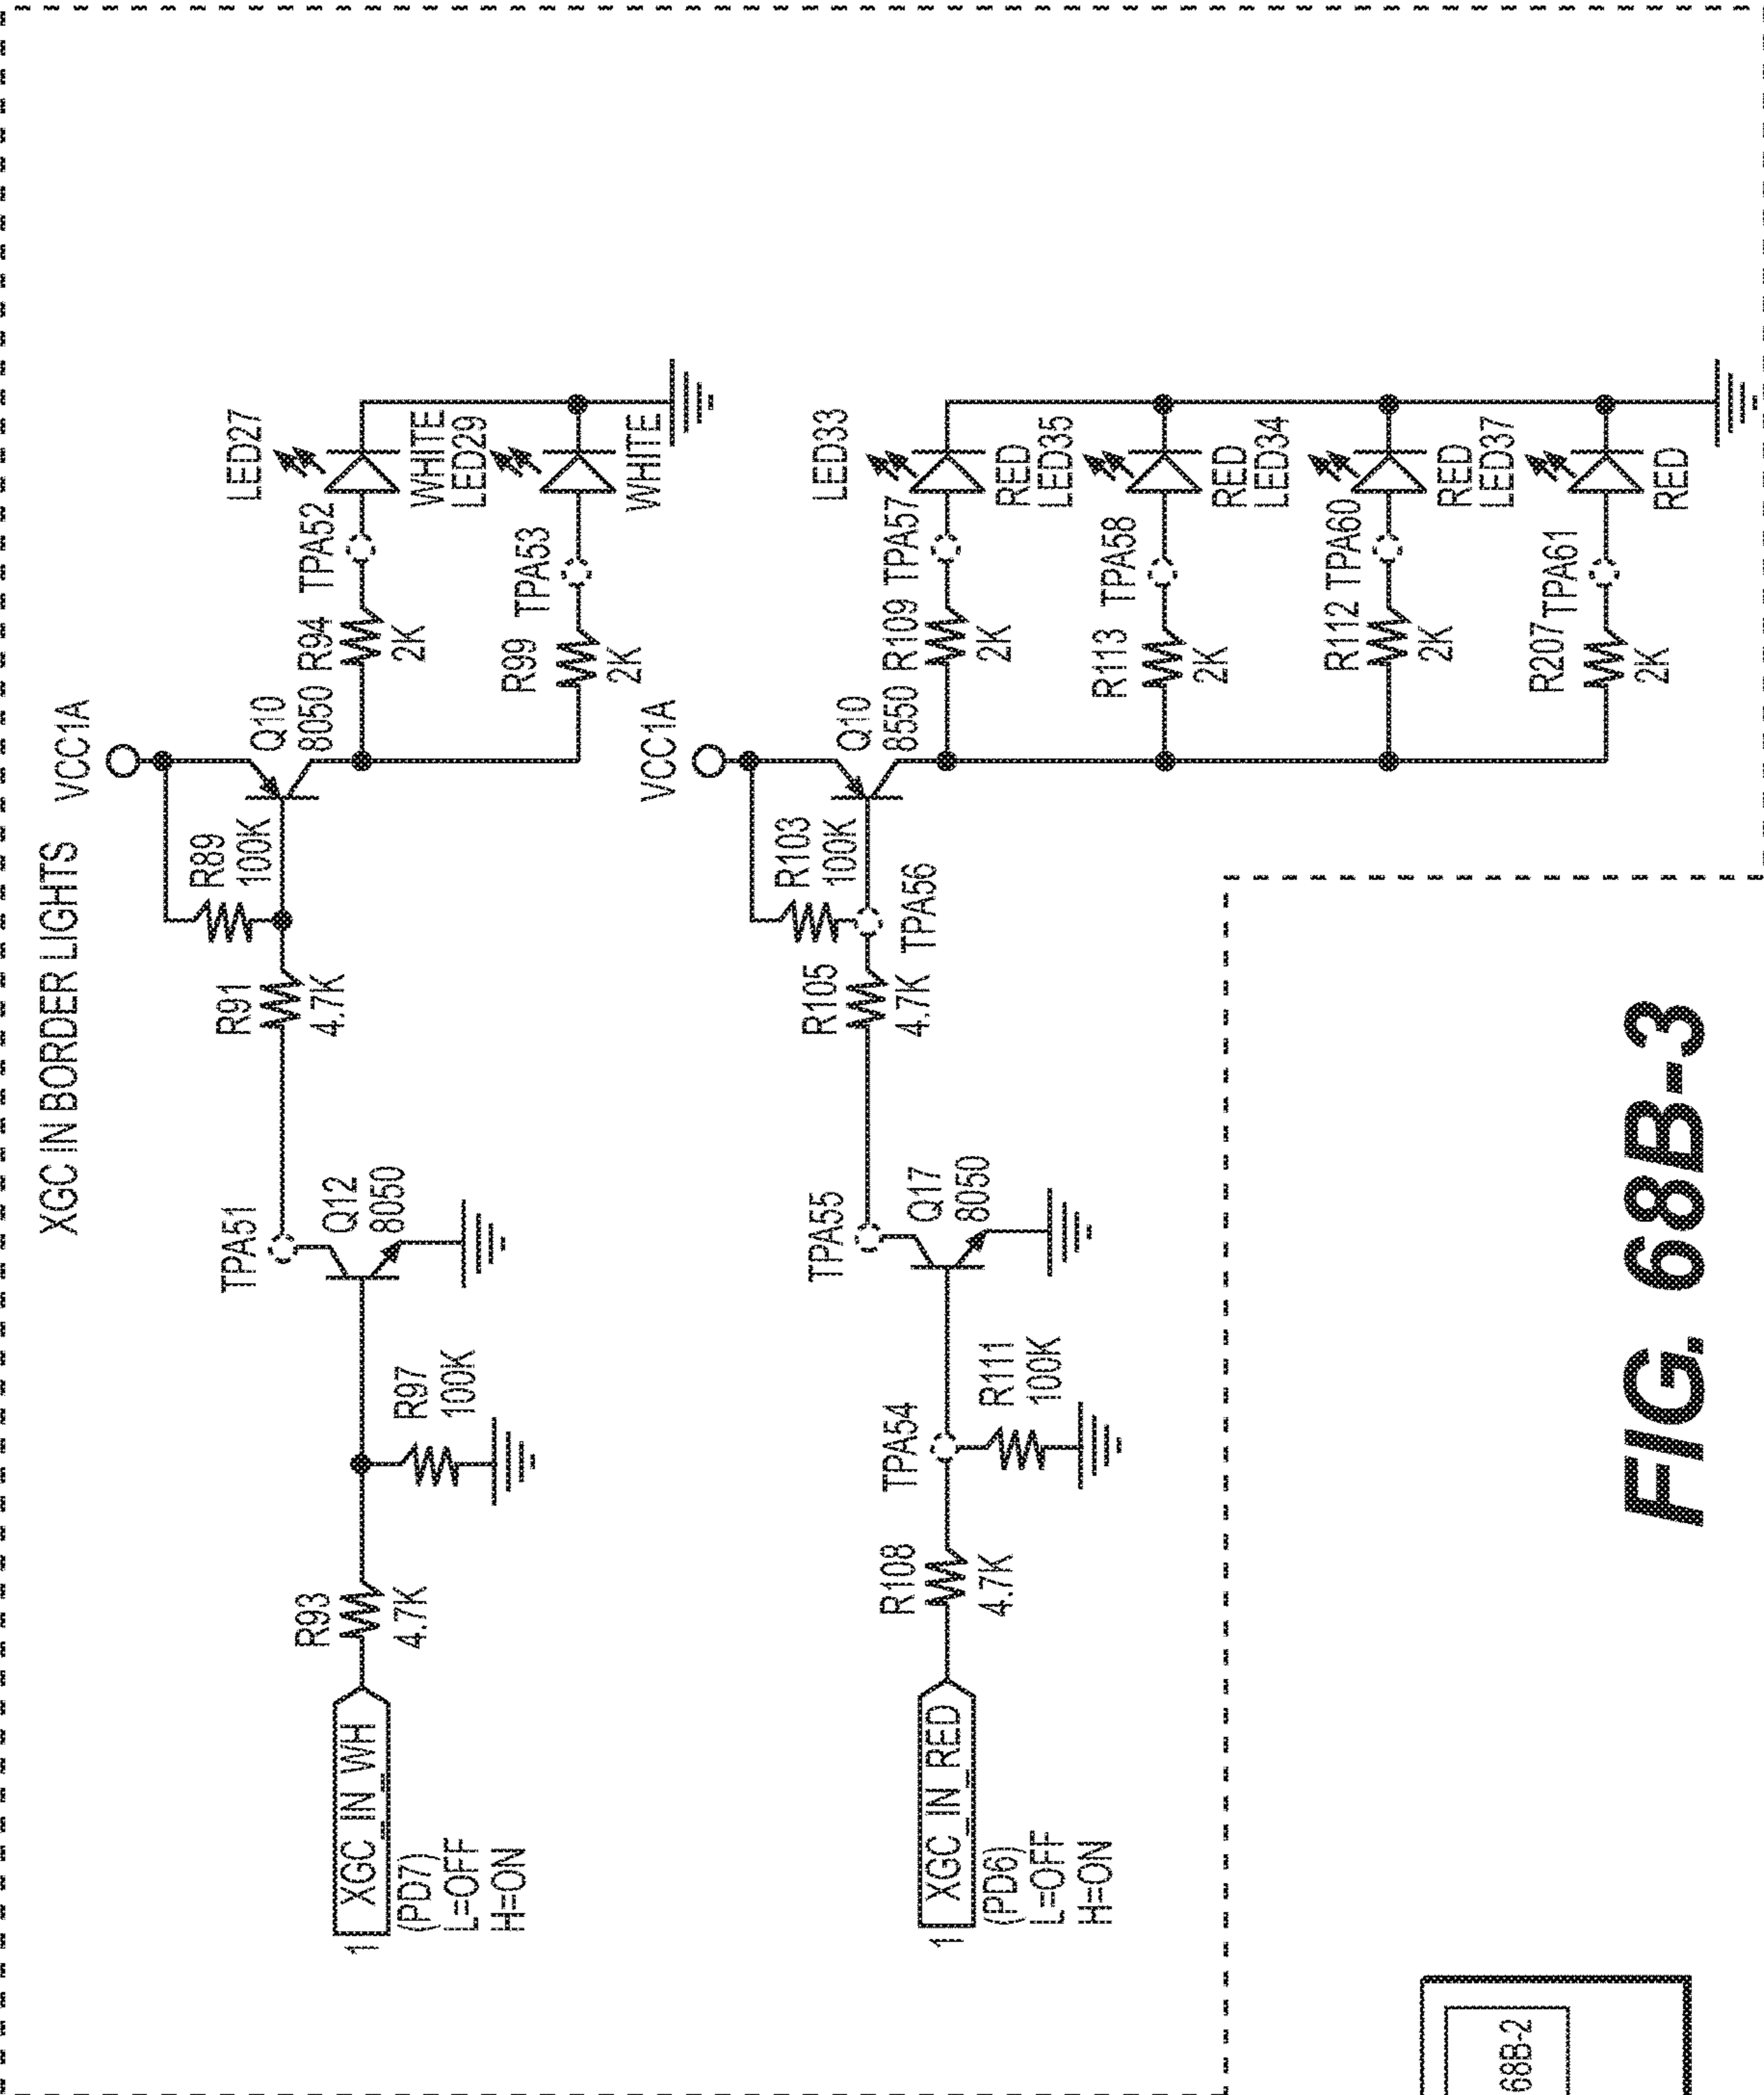 XGC IN BORDER LIGHTS
VCC1A
R89
100K
Q10
8050
R94
2K
TPA52
LED27
WHITE
R99
2K
TPA53
LED29
WHITE
R91
4.7K
TPA51
Q12
8050
R97
100K
R93
4.7K
1
XGC_IN_WH
(PD7)
L=OFF
H=ON
VCC1A
R103
100K
Q10
8550
TPA56
R105
4.7K
TPA55
Q17
8050
TPA54
R111
100K
R108
4.7K
1
XGC_IN_RED
(PD6)
L=OFF
H=ON
R109
2K
TPA57
LED33
RED
R113
2K
TPA58
LED35
RED
R112
2K
TPA60
LED34
RED
R207
2K
TPA61
LED37
RED
FIG. 68B-3
68B-2